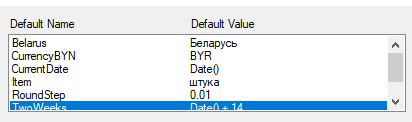 Default Name Default Value
Belarus Беларусь
CurrencyBYN BYR
CurrentDate Date()
Item штука
RoundStep 0.01
TwoWeeks Date() + 14